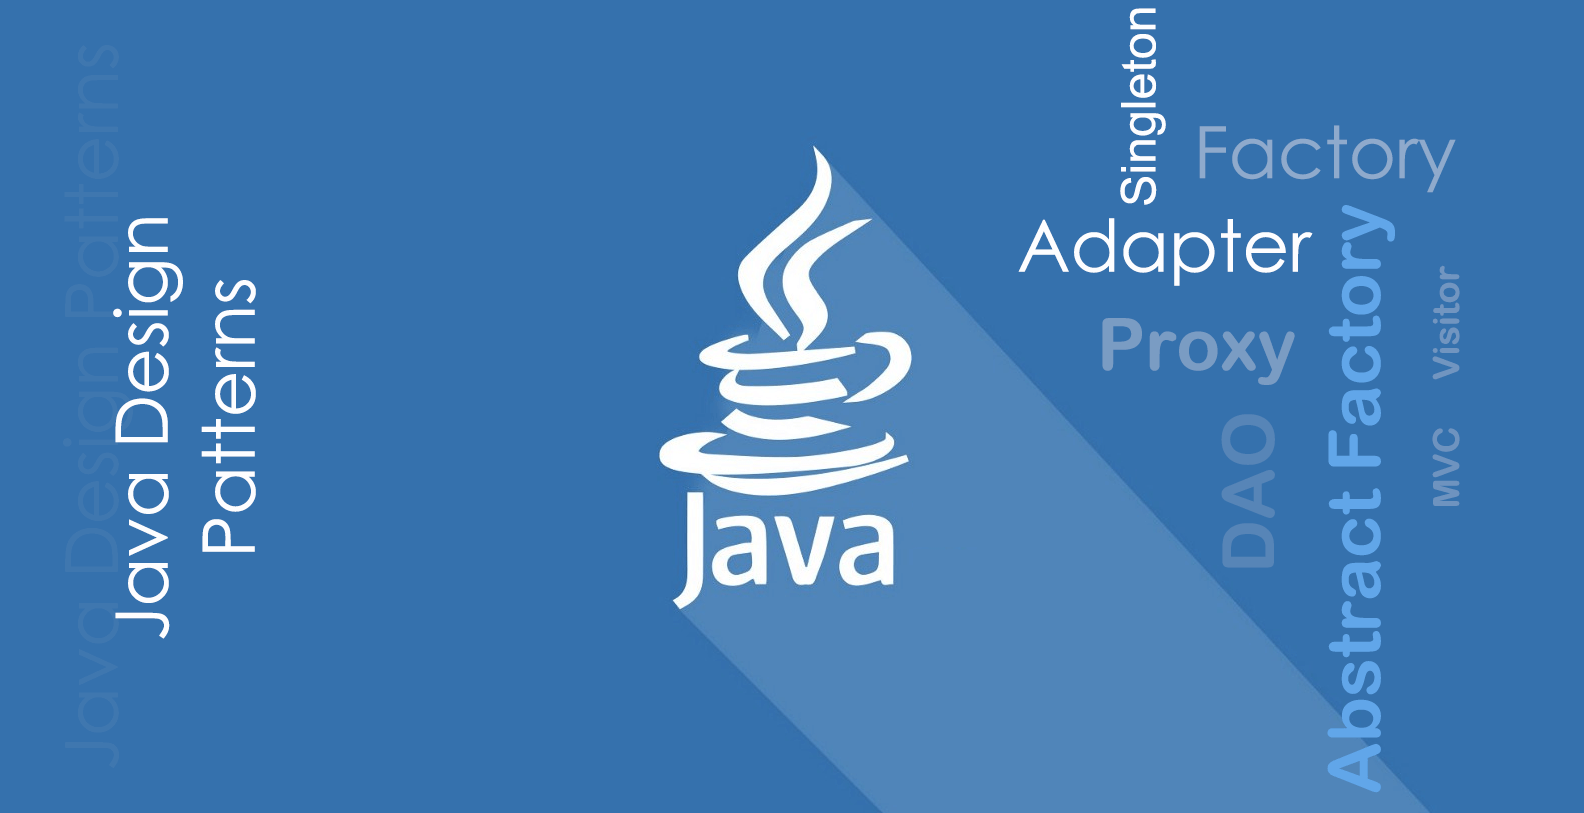 Java Design Patterns
Java Design
Patterns
Java
Singleton
Factory
Adapter
Proxy
DAO
Abstract Factory
Visitor
MVC